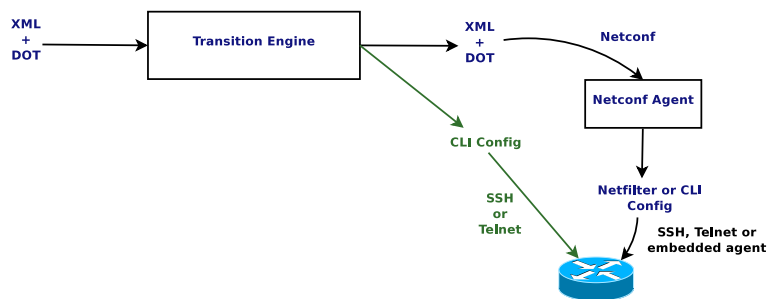 XML
+
DOT
Transition Engine
XML
+
DOT
Netconf
Netconf Agent
CLI Config
SSH
or
Telnet
Netfilter or CLI
Config
SSH, Telnet or
embedded agent